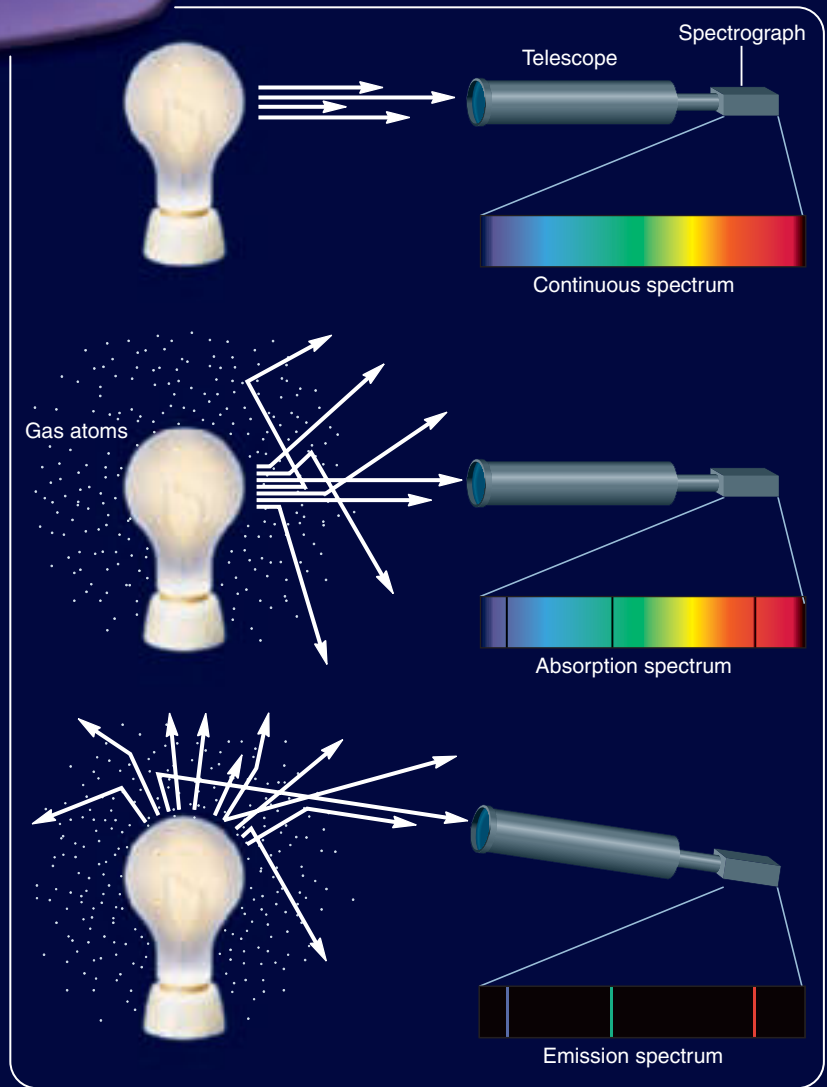 Spectrograph
Telescope
Continuous spectrum
Gas atoms
Absorption spectrum
Emission spectrum